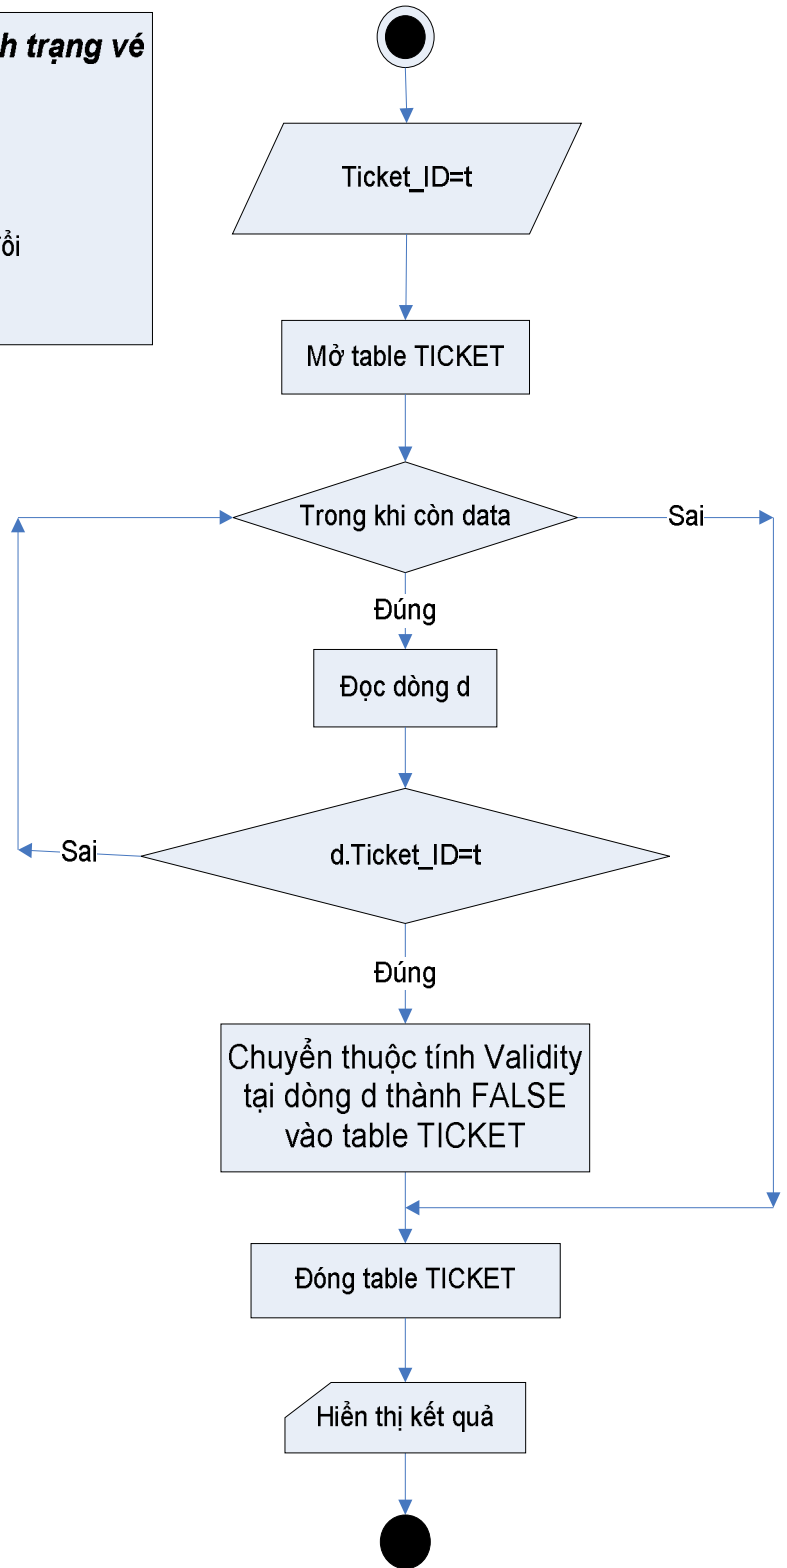 h trạng vé
ổi
Ticket_ID=t
Mở table TICKET
Trong khi còn data
Sai
Đúng
Đọc dòng d
d.Ticket_ID=t
Sai
Đúng
Chuyển thuộc tính Validity
tại dòng d thành FALSE
vào table TICKET
Đóng table TICKET
Hiển thị kết quả